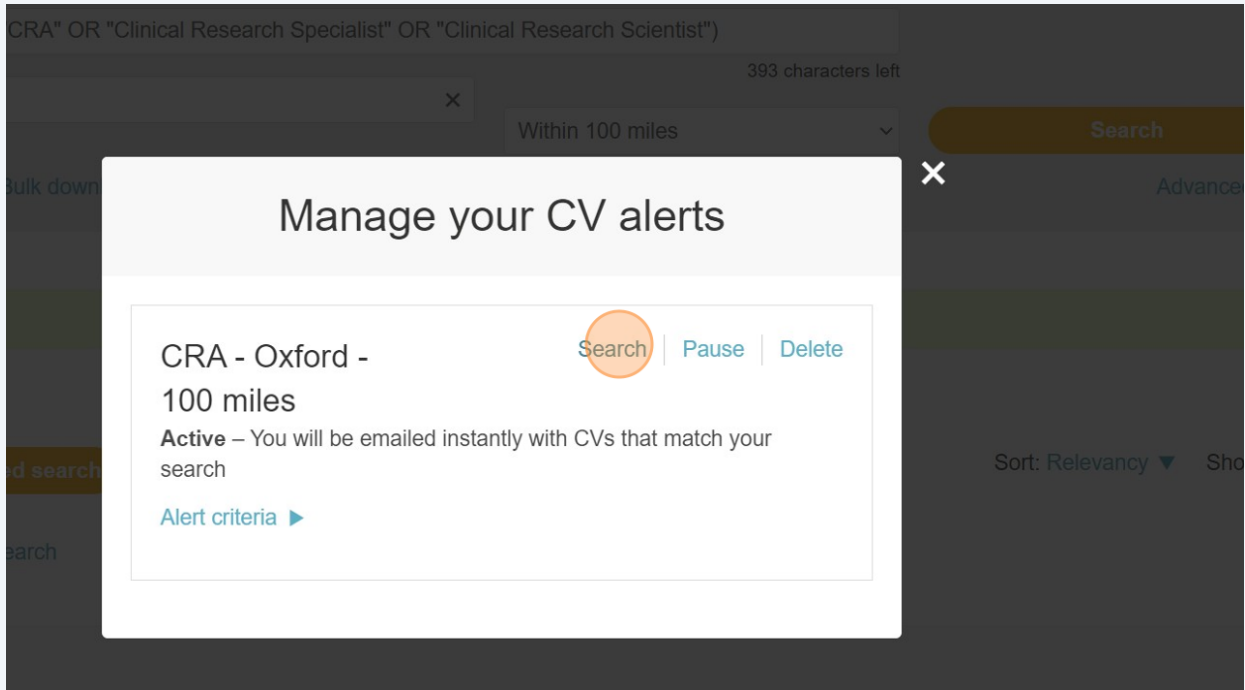 CRA" OR "Clinical Research Specialist" OR "Clinical Research Scientist")
393 characters left
Within 100 miles
Search
Bulk down
Advanced
Manage your CV alerts
CRA - Oxford -
100 miles
Search Pause Delete
Active – You will be emailed instantly with CVs that match your
search
Alert criteria
ed search
Sort: Relevancy Sho
earch